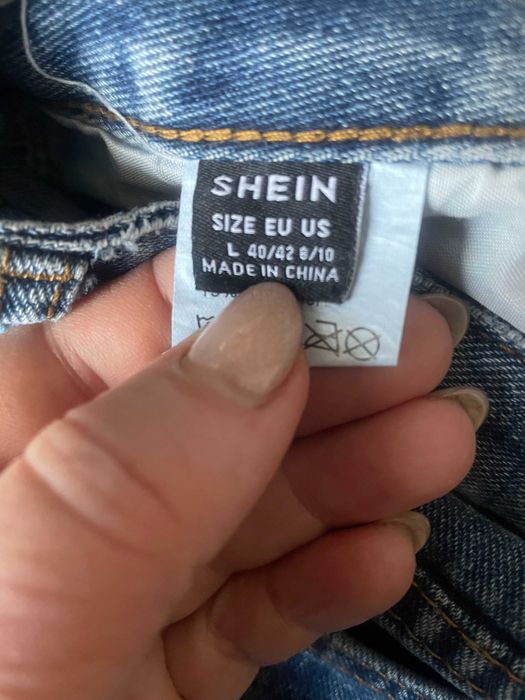 SHEIN
SIZE EU US
L 40/42 8/10
MADE IN CHINA